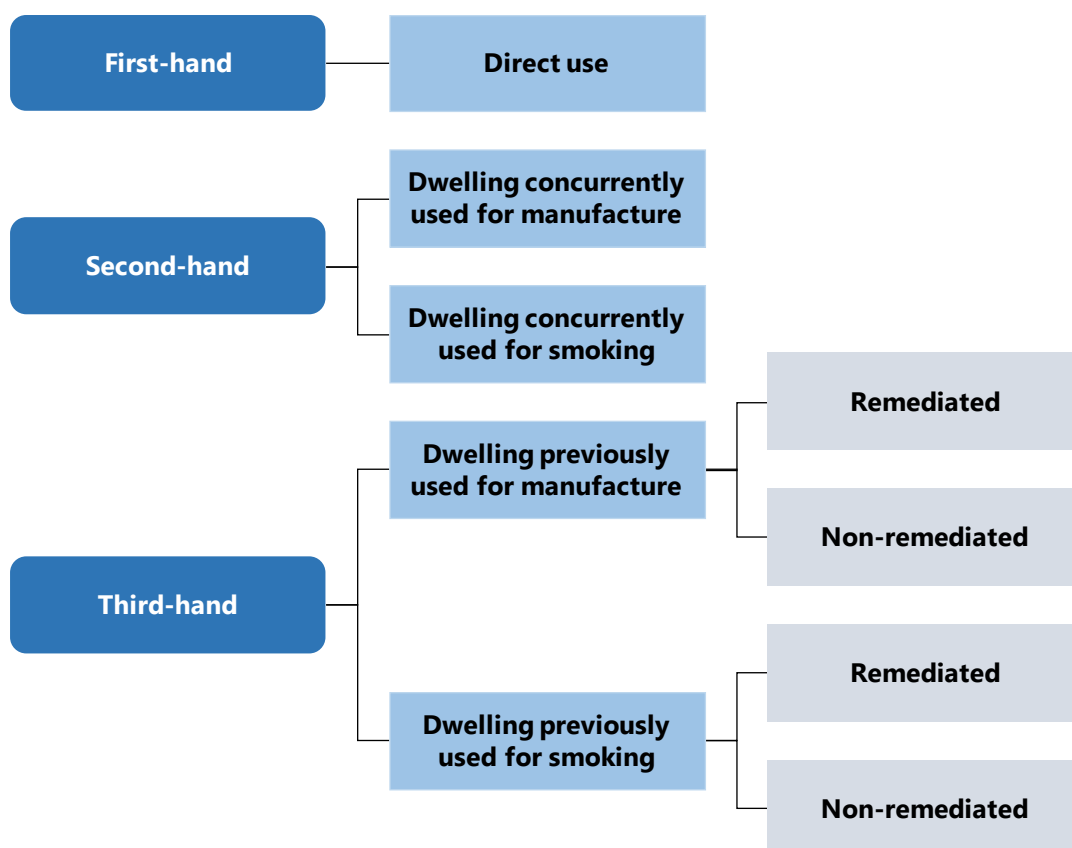 First-hand
Direct use
Second-hand
Dwelling concurrently
used for manufacture
Dwelling concurrently
used for smoking
Third-hand
Dwelling previously
used for manufacture
Remediated
Non-remediated
Dwelling previously
used for smoking
Remediated
Non-remediated